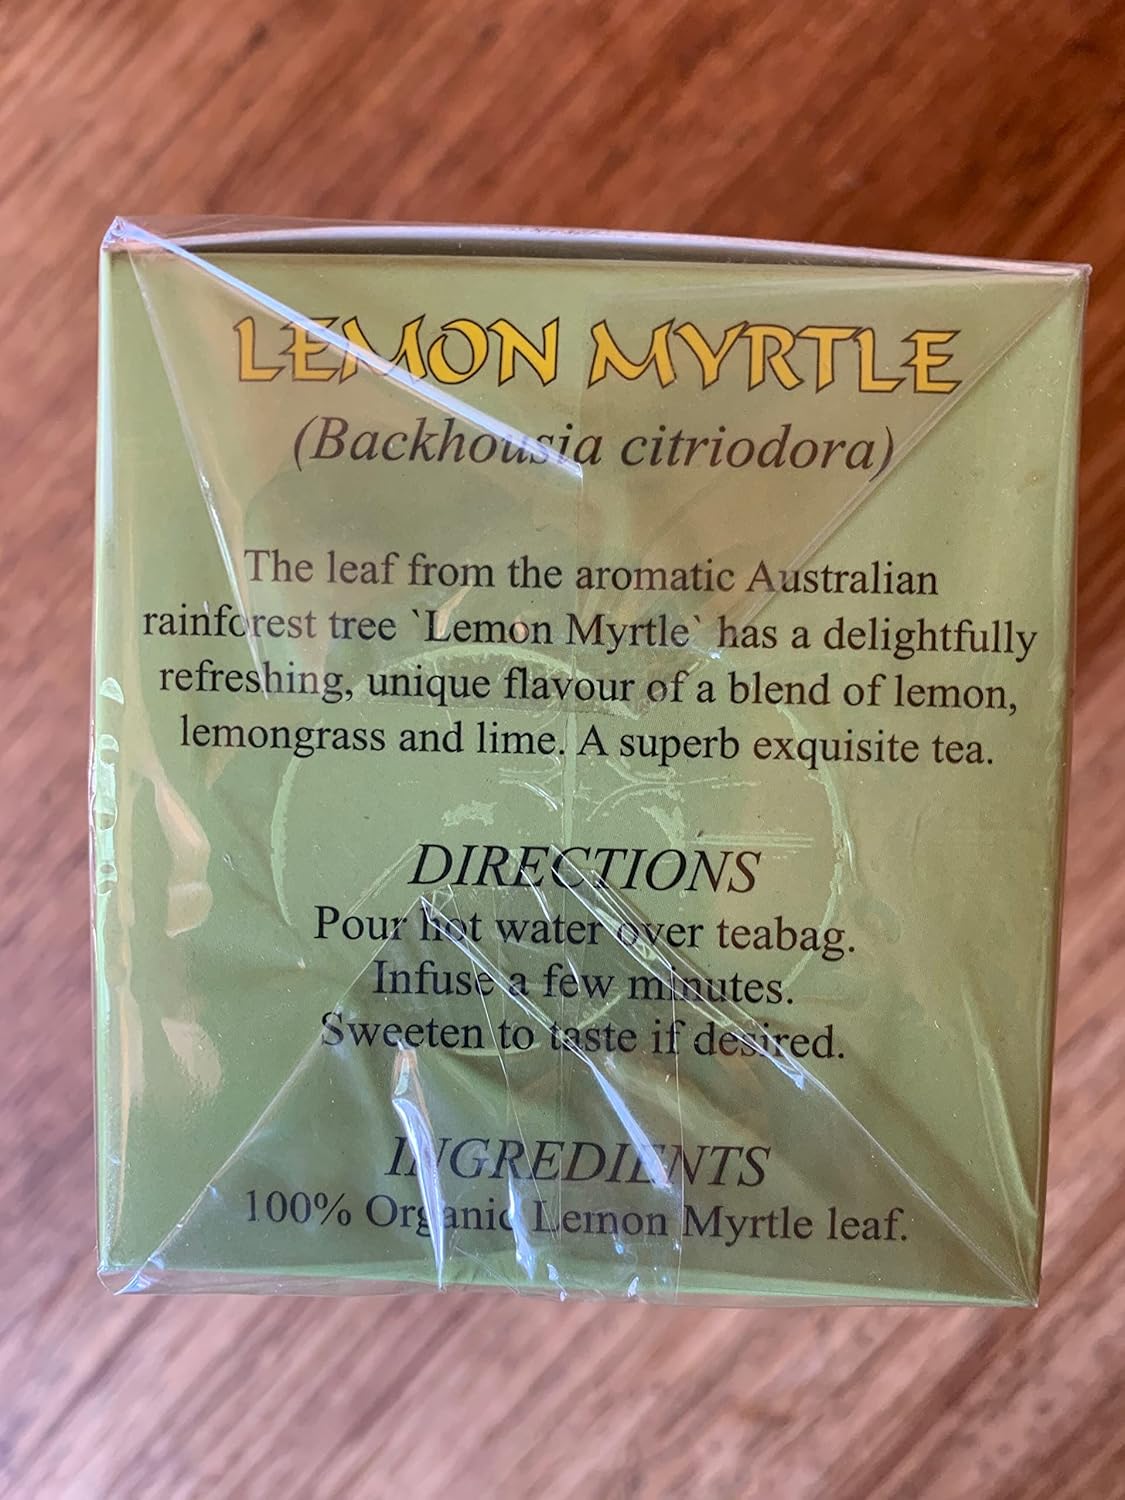 LEMON MYRTLE
(Backhousia citriodora)
The leaf from the aromatic Australian
rainforest tree `Lemon Myrtle` has a delightfully
refreshing, unique flavour of a blend of lemon,
lemongrass and lime. A superb exquisite tea.
DIRECTIONS
Pour hot water over teabag.
Infuse a few minutes.
Sweeten to taste if desired.
INGREDIENTS
100% Organic Lemon Myrtle leaf.